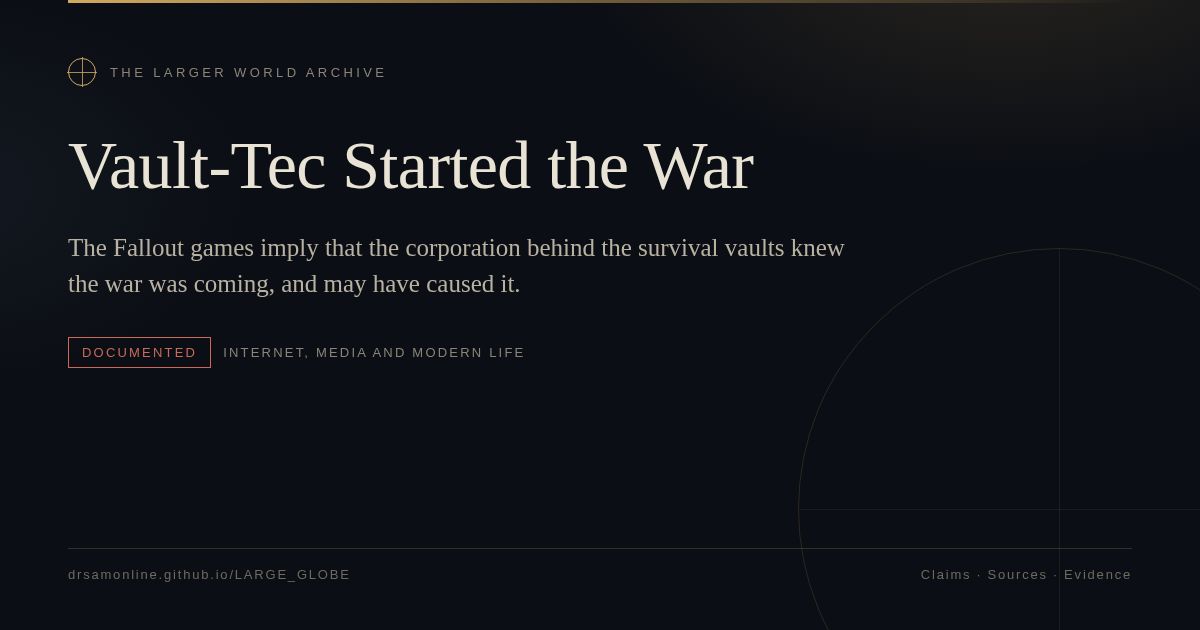 THE LARGER WORLD ARCHIVE
Vault-Tec Started the War
The Fallout games imply that the corporation behind the survival vaults knew
the war was coming, and may have caused it.
DOCUMENTED
INTERNET, MEDIA AND MODERN LIFE
drsamonline.github.io/LARGE_GLOBE
Claims · Sources · Evidence